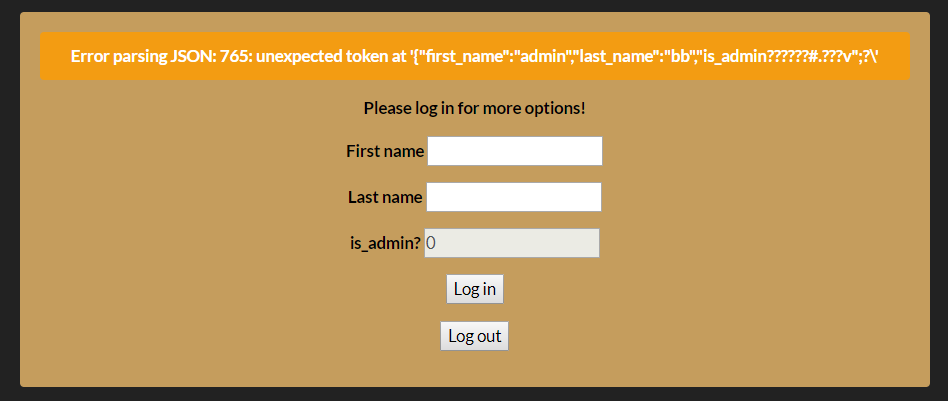 Error parsing JSON: 765: unexpected token at '{"first_name":"admin","last_name":"bb","is_admin??????#.???v";?\'
Please log in for more options!
First name
Last name
is_admin? 0
Log in
Log out